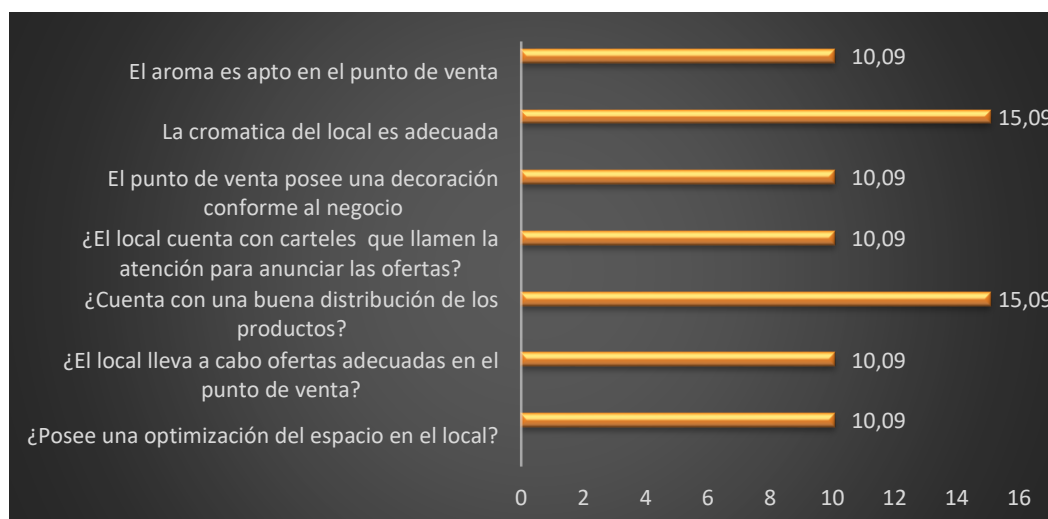 El aroma es apto en el punto de venta
10,09
La cromatica del local es adecuada
15,09
El punto de venta posee una decoración
conforme al negocio
10,09
¿El local cuenta con carteles  que llamen la
atención para anunciar las ofertas?
10,09
¿Cuenta con una buena distribución de los
productos?
15,09
¿El local lleva a cabo ofertas adecuadas en el
punto de venta?
10,09
¿Posee una optimización del espacio en el local?
10,09
0 2 4 6 8 10 12 14 16